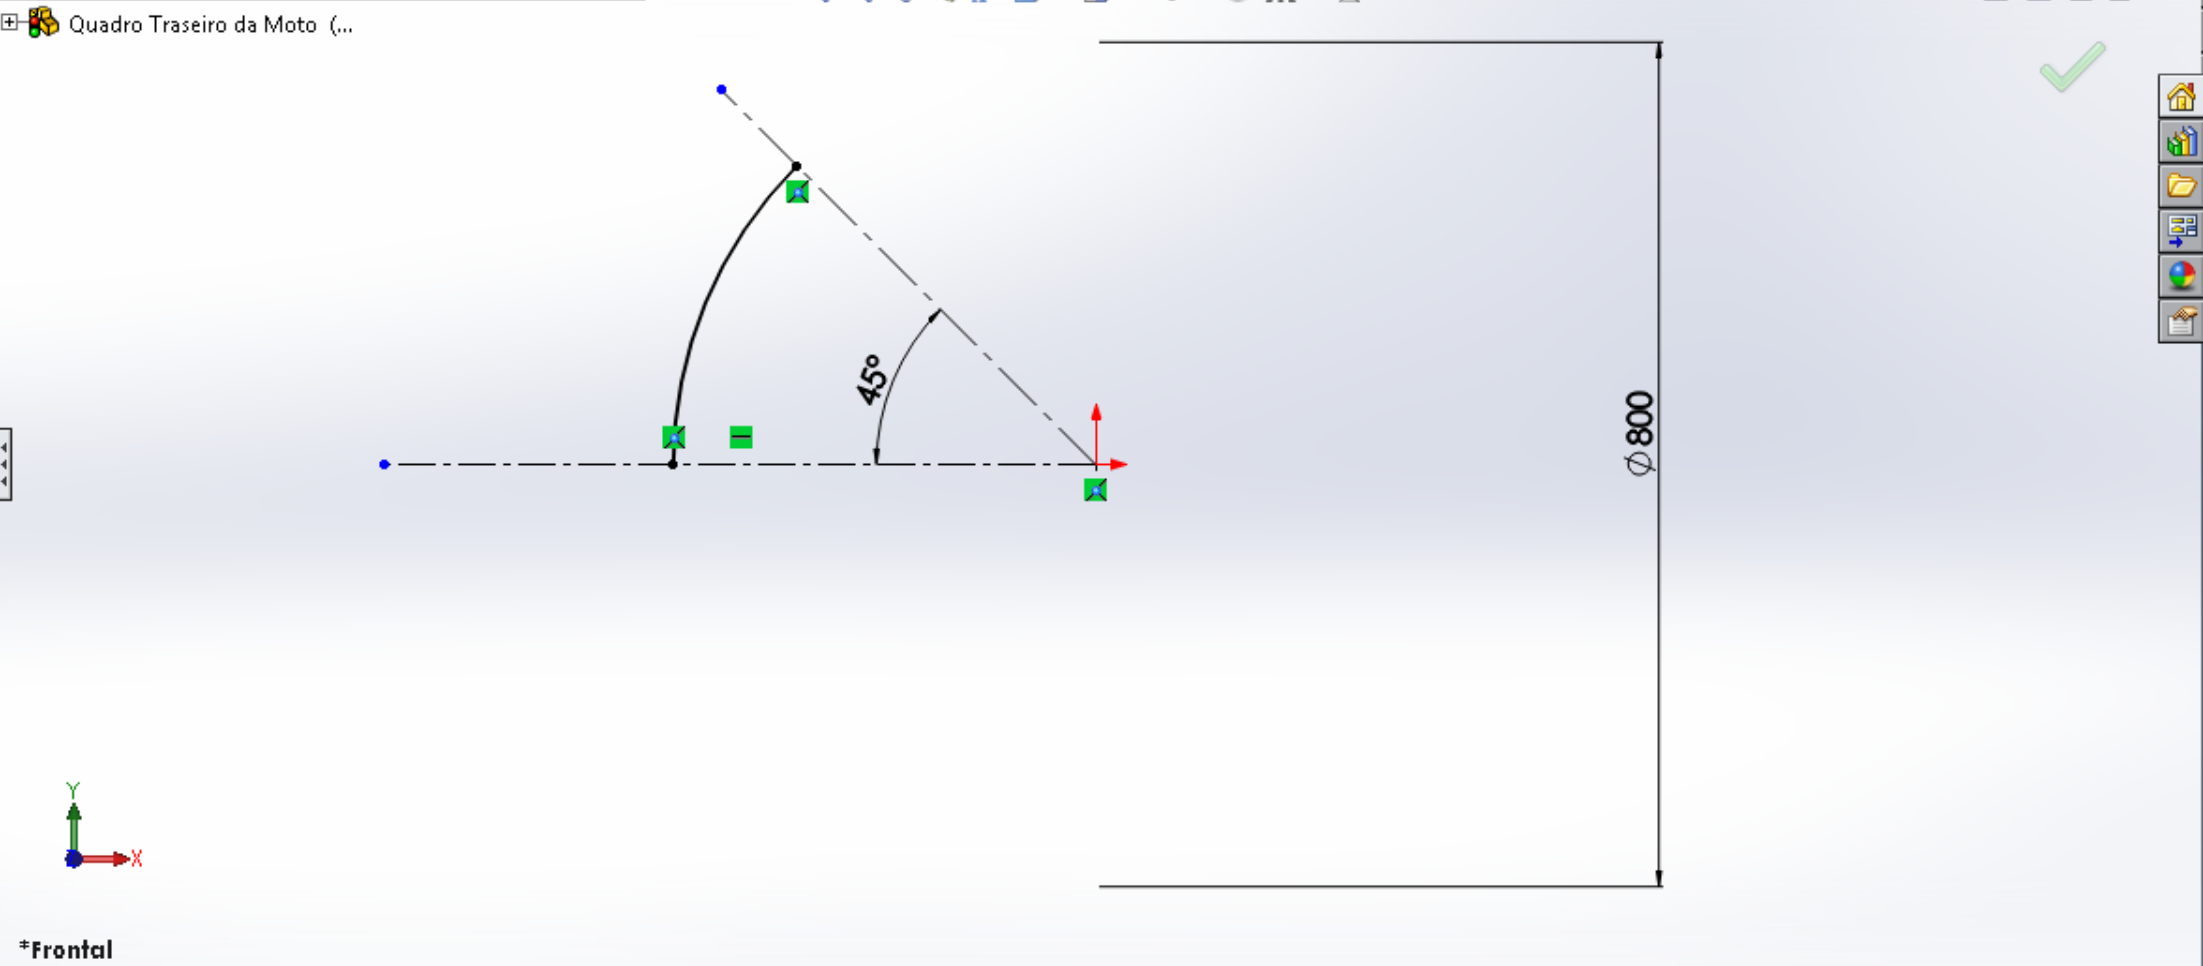 Quadro Traseiro da Moto (...
45°
Ø800
Y
X
*Frontal